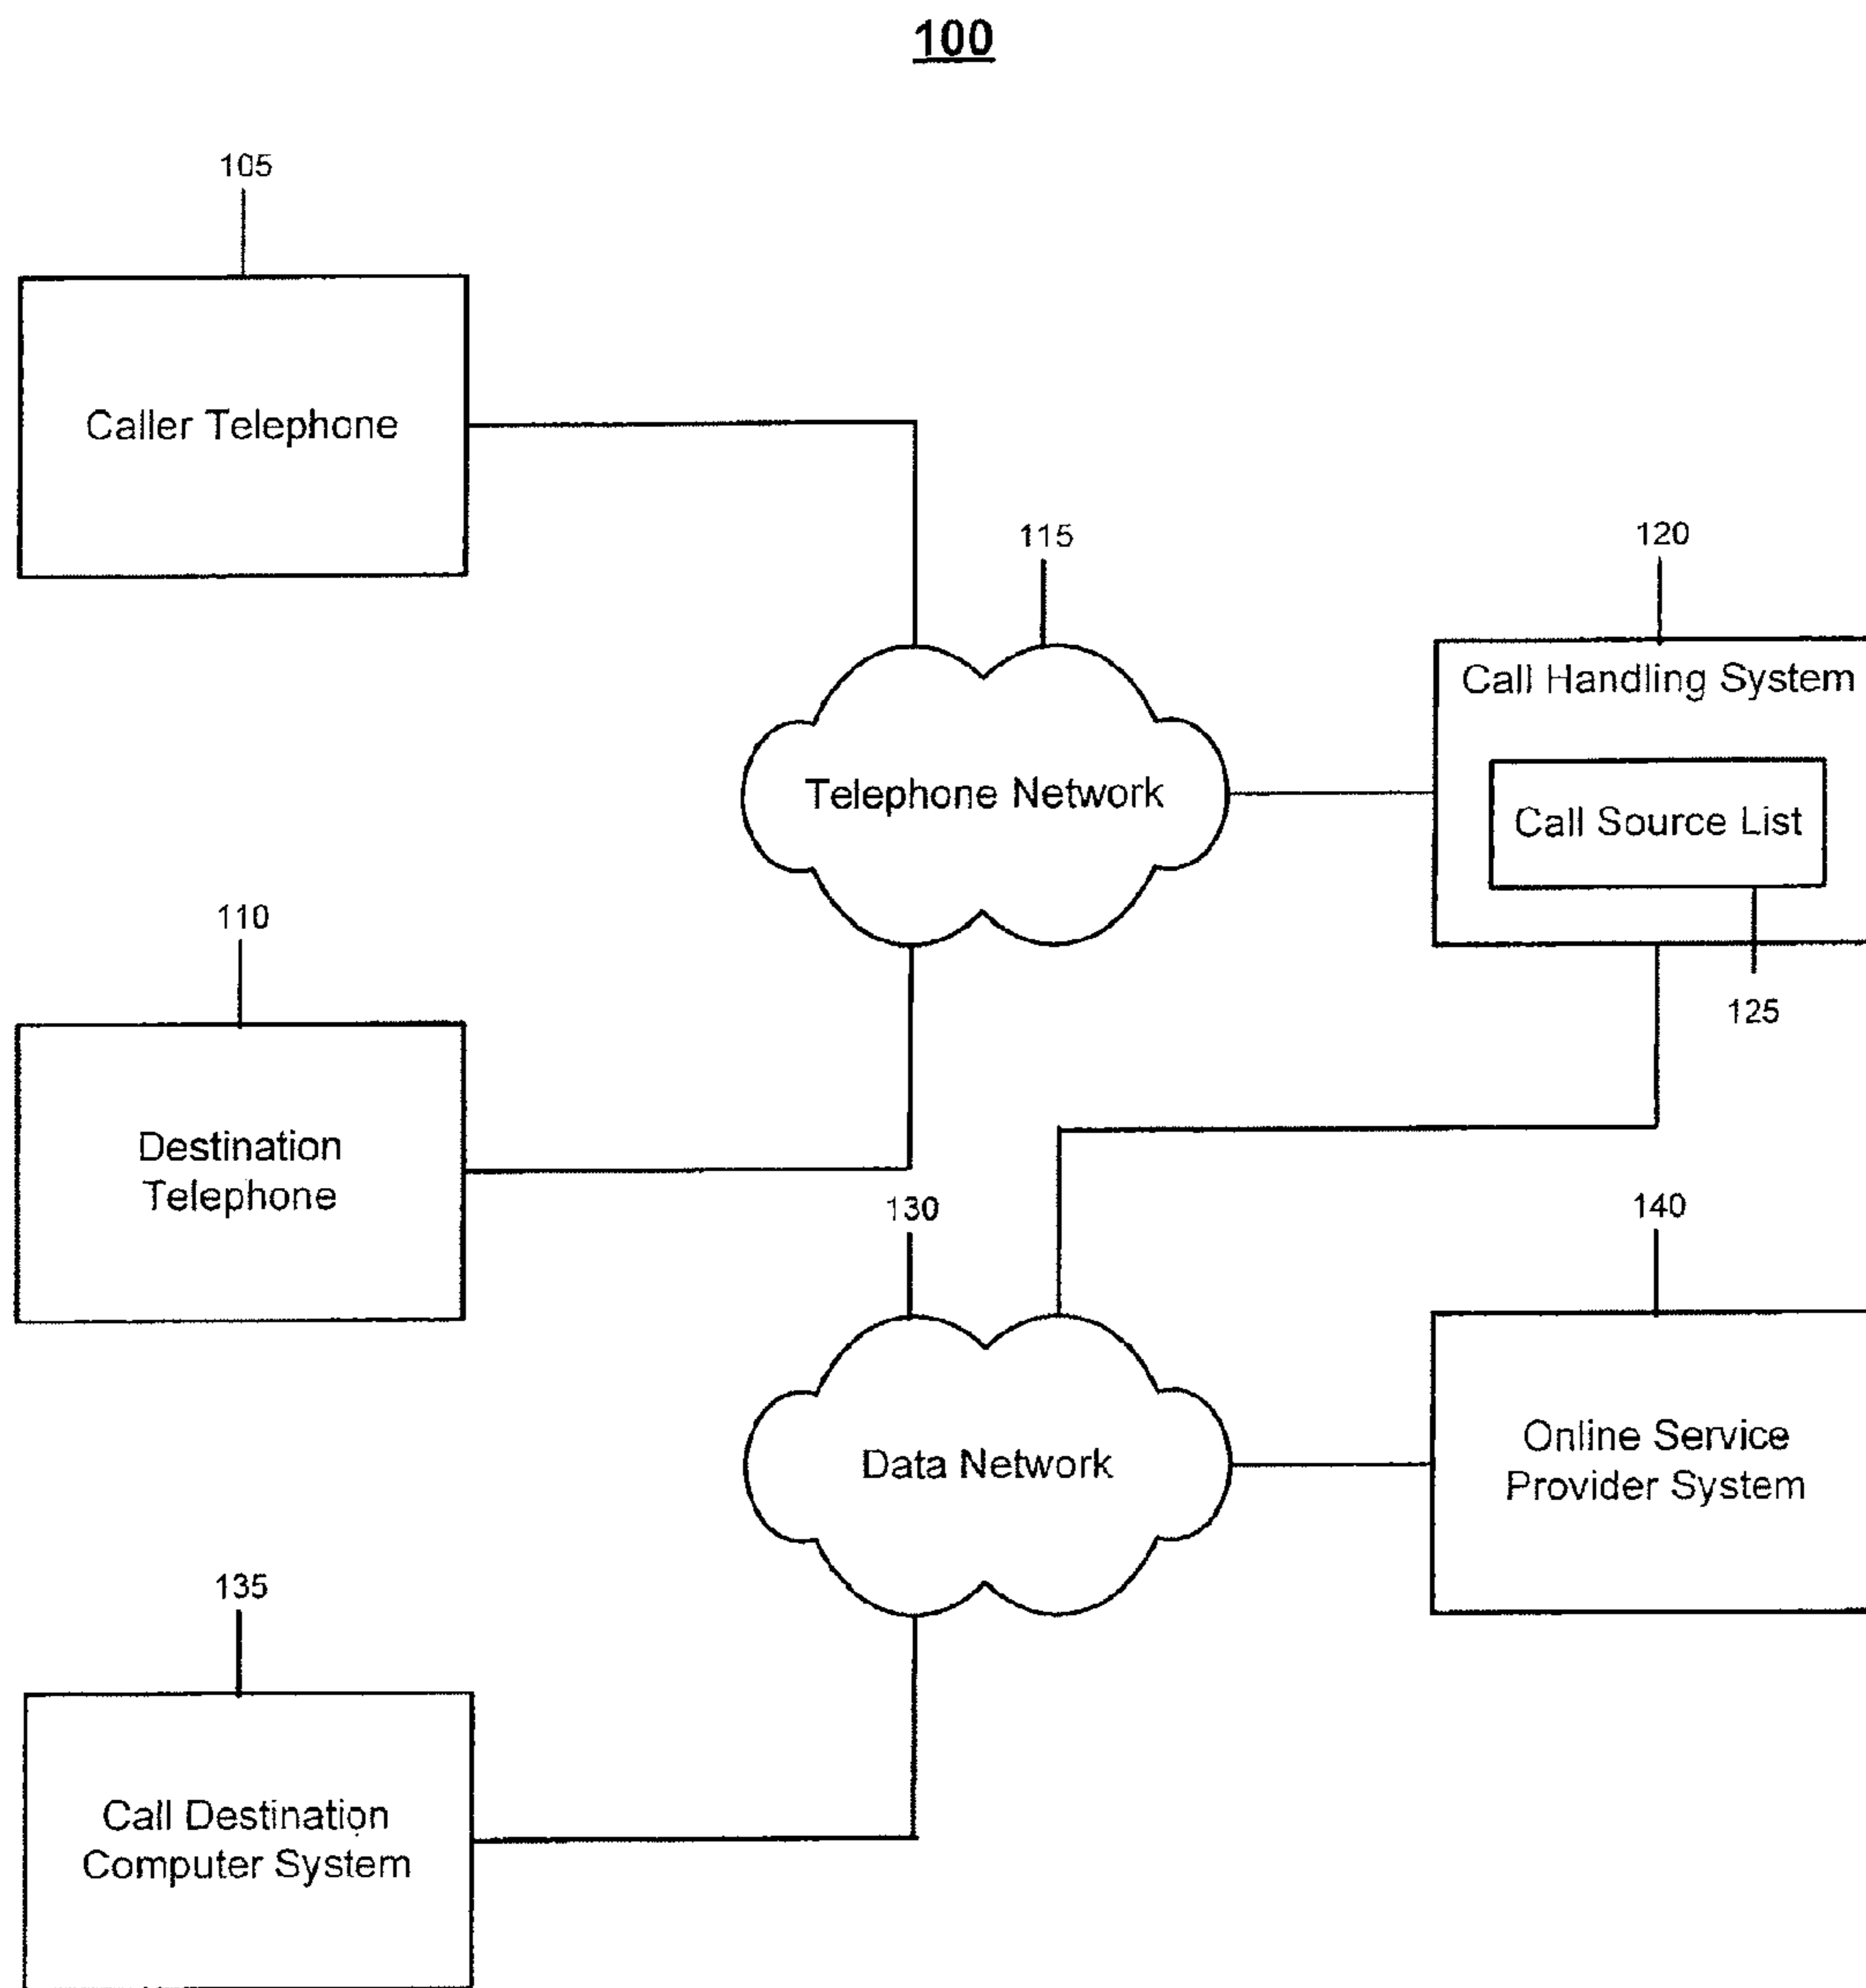 100
105
Caller Telephone
115
120
Telephone Network
Call Handling System
Call Source List
125
110
Destination
Telephone
130
140
Data Network
Online Service
Provider System
135
Call Destination
Computer System